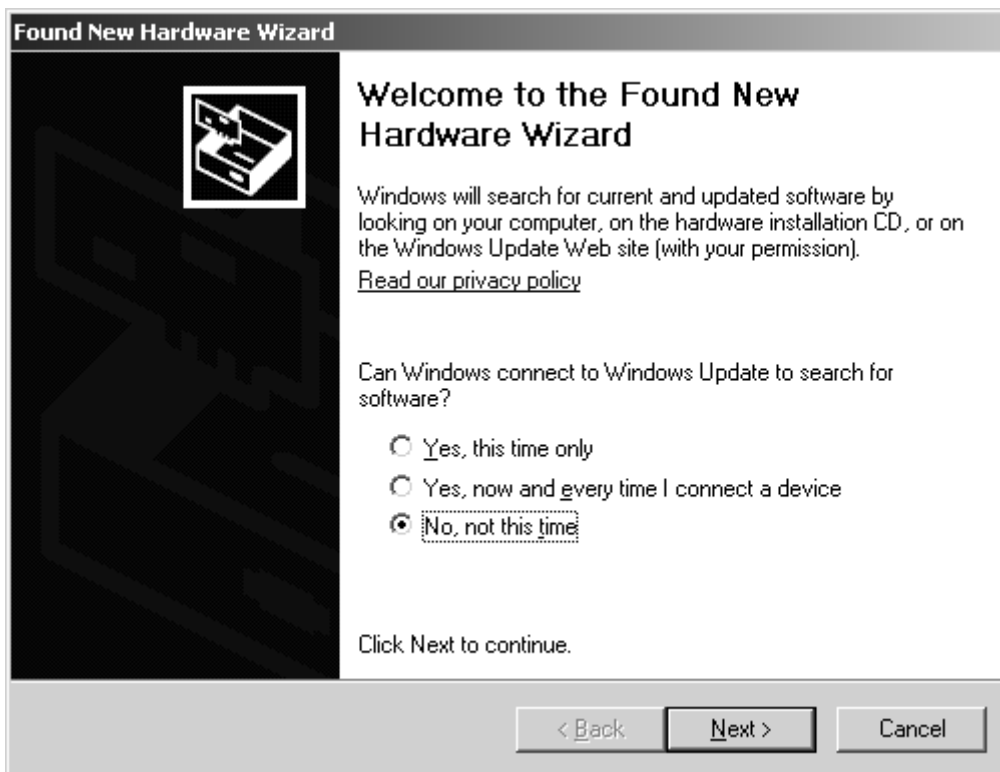 Found New Hardware Wizard
Welcome to the Found New
Hardware Wizard
Windows will search for current and updated software by
looking on your computer, on the hardware installation CD, or on
the Windows Update Web site (with your permission).
Read our privacy policy
Can Windows connect to Windows Update to search for
software?
Yes, this time only
Yes, now and every time I connect a device
No, not this time
Click Next to continue.
< Back
Next >
Cancel